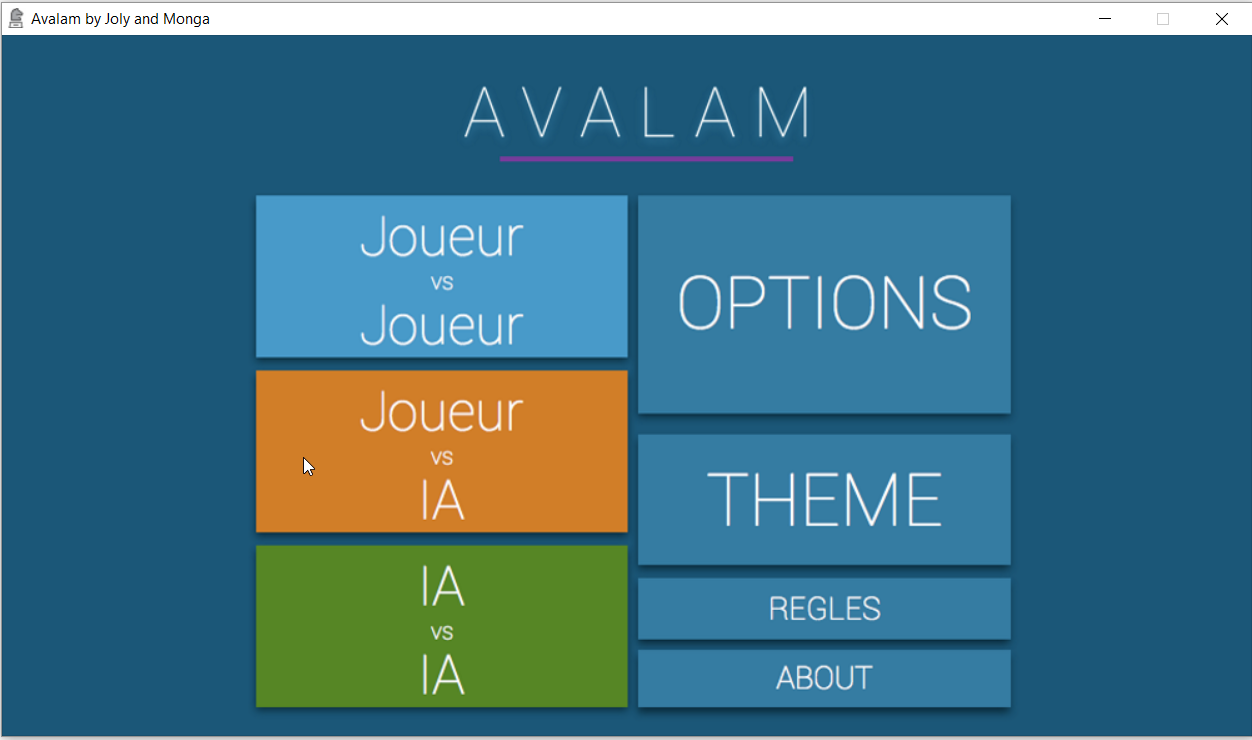 Avalam by Joly and Monga
AVALAM
Joueur
vs
Joueur
Joueur
vs
IA
IA
vs
IA
OPTIONS
THEME
REGLES
ABOUT